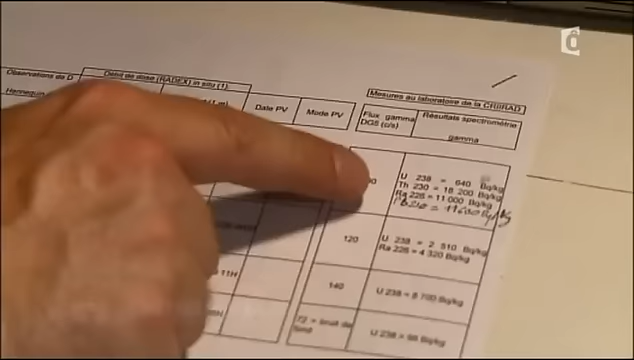 ô
Observations de D
Hennequin
Débit de dose (RADEX) in situ (1)
Date PV
Mode PV
Mesures au laboratoire de la CRIIRAD
Flux gamma
DG5 (c/s)
Résultats spectrométrie
gamma
U 238 = 640 Bq/kg
Th 230 = 18 200 Bq/kg
Ra 226 = 11 000 Bq/kg
120
U 238 = 2 510 Bq/kg
Ra 226 = 4 320 Bq/kg
11H
140
U 238 = 8 700 Bq/kg
72 = bruit de
fond
U 238 = 98 Bq/kg